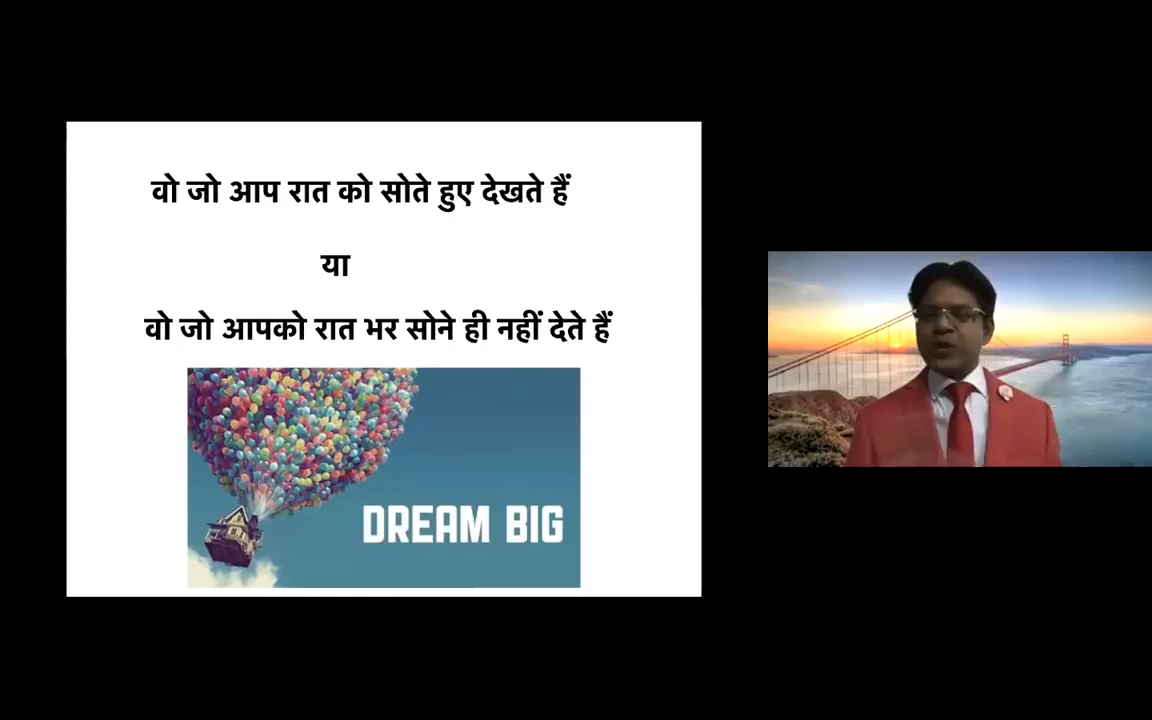 वो जो आप रात को सोते हुए देखते हैं
या
वो जो आपको रात भर सोने ही नहीं देते हैं
DREAM BIG